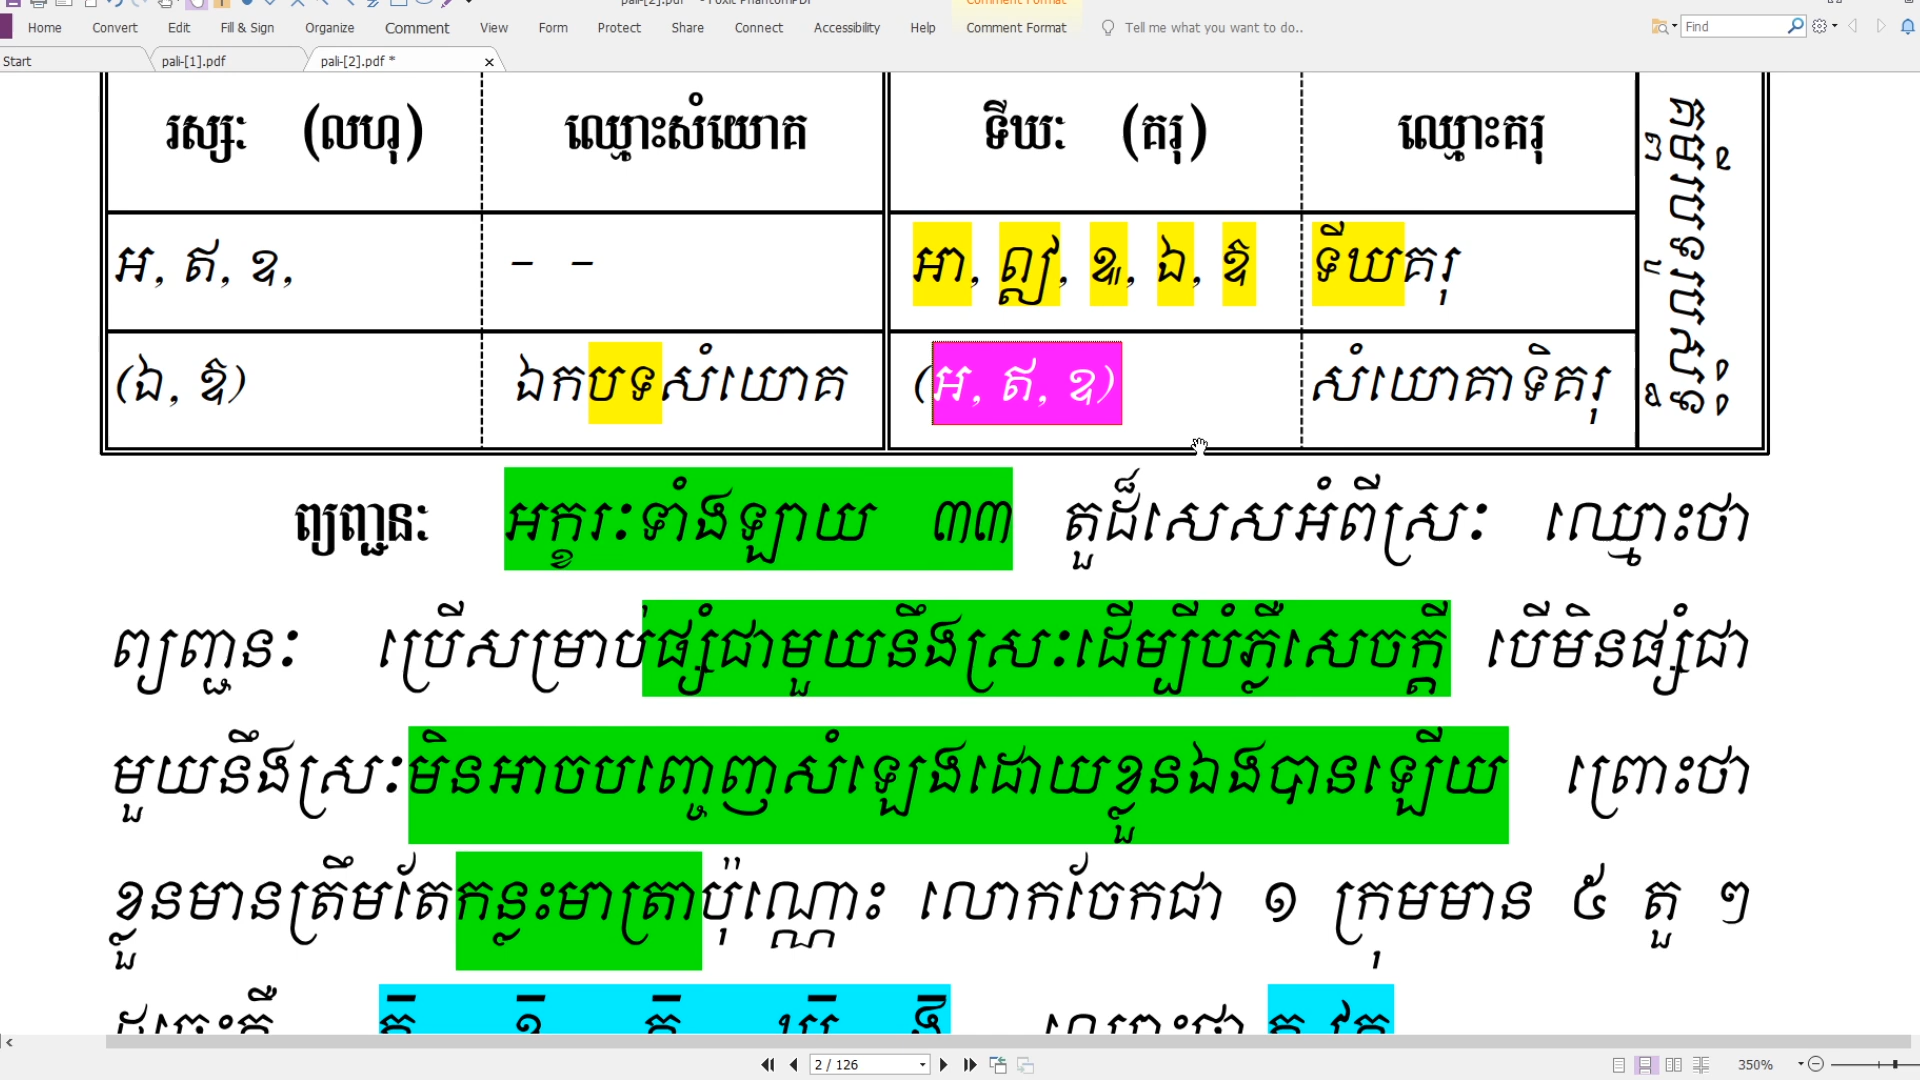 Comment Format
Home Convert Edit Fill & Sign Organize Comment View Form Protect Share Connect Accessibility Help Comment Format Tell me what you want to do.. Find
Start pali-[1].pdf pali-[2].pdf *
រស្សៈ (លហុ) ឈ្មោះសំយោគ ទីឃៈ (គរុ) ឈ្មោះគរុ
អ, ឥ, ឧ, - - អា, ឦ, ឩ, ឯ, ឱ ទីឃគរុ
(ឯ, ឱ) ឯកបទសំយោគ (អ, ឥ, ឧ) សំយោគាទិគរុ
ព្យញ្ជនៈ អក្ខរៈទាំងឡាយ ៣៣ តួដ៏សេសអំពីស្រៈ ឈ្មោះថា
ព្យញ្ជនៈ ប្រើសម្រាប់ផ្សំជាមួយនឹងស្រៈដើម្បីបំភ្លឺសេចក្តី បើមិនផ្សំជា
មួយនឹងស្រៈមិនអាចបញ្ចេញសំឡេងដោយខ្លួនឯងបានឡើយ ព្រោះថា
ខ្លួនមានត្រឹមតែកន្លះមាត្រាប៉ុណ្ណោះ លោកចែកជា ១ ក្រុមមាន ៥ តួ ៗ
2 / 126 350%